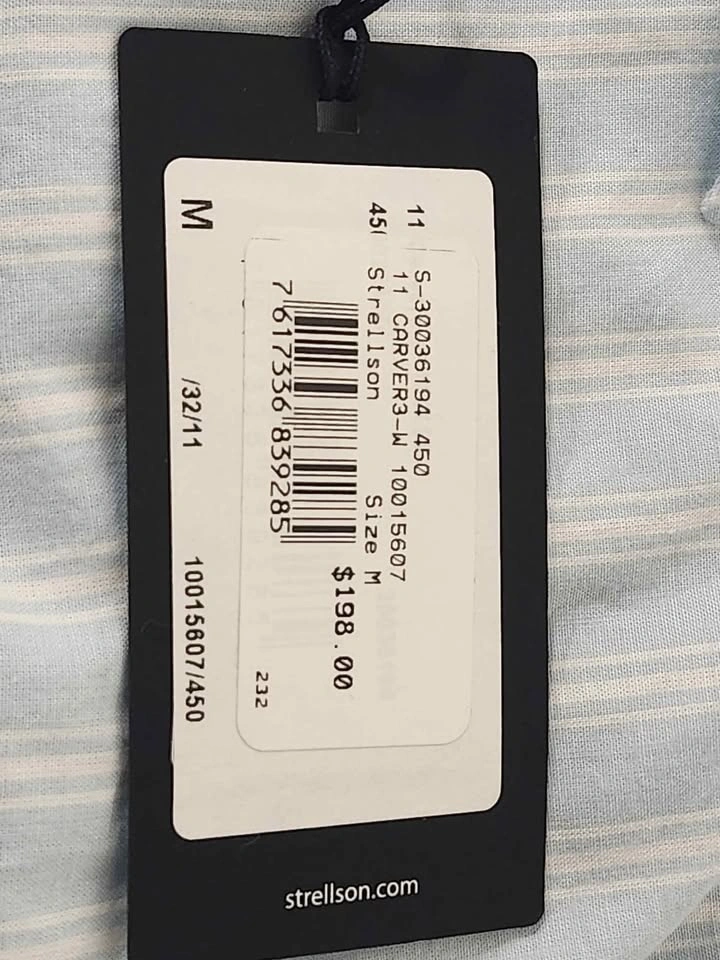 11
45(
S-30036194 450
11 CARVER3-W 10015607
Strellson Size M
$198.00
7 617336 839285
232
M /32/11 10015607/450
strellson.com